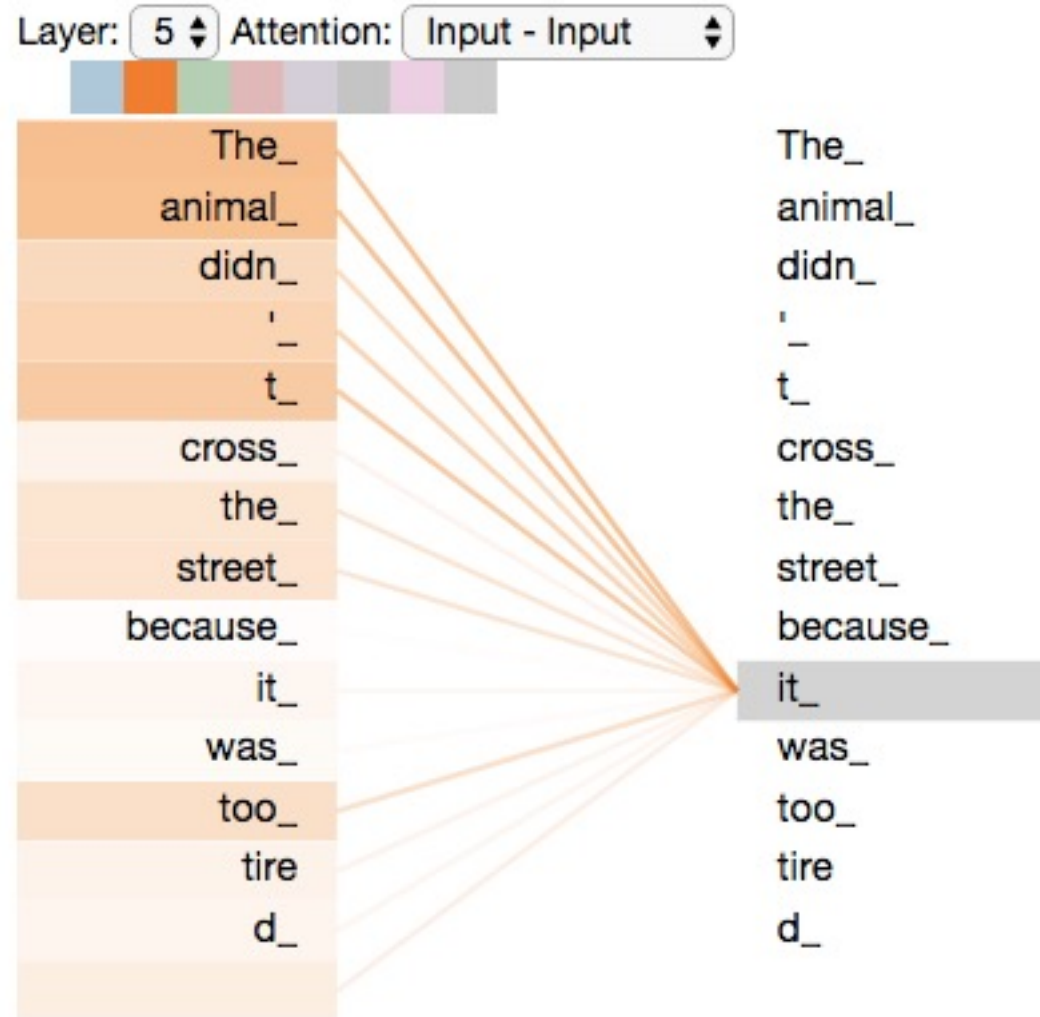 Layer: 5 Attention: Input - Input
The_ The_
animal_ animal_
didn_ didn_
'_ '_
t_ t_
cross_ cross_
the_ the_
street_ street_
because_ because_
it_ it_
was_ was_
too_ too_
tire tire
d_ d_